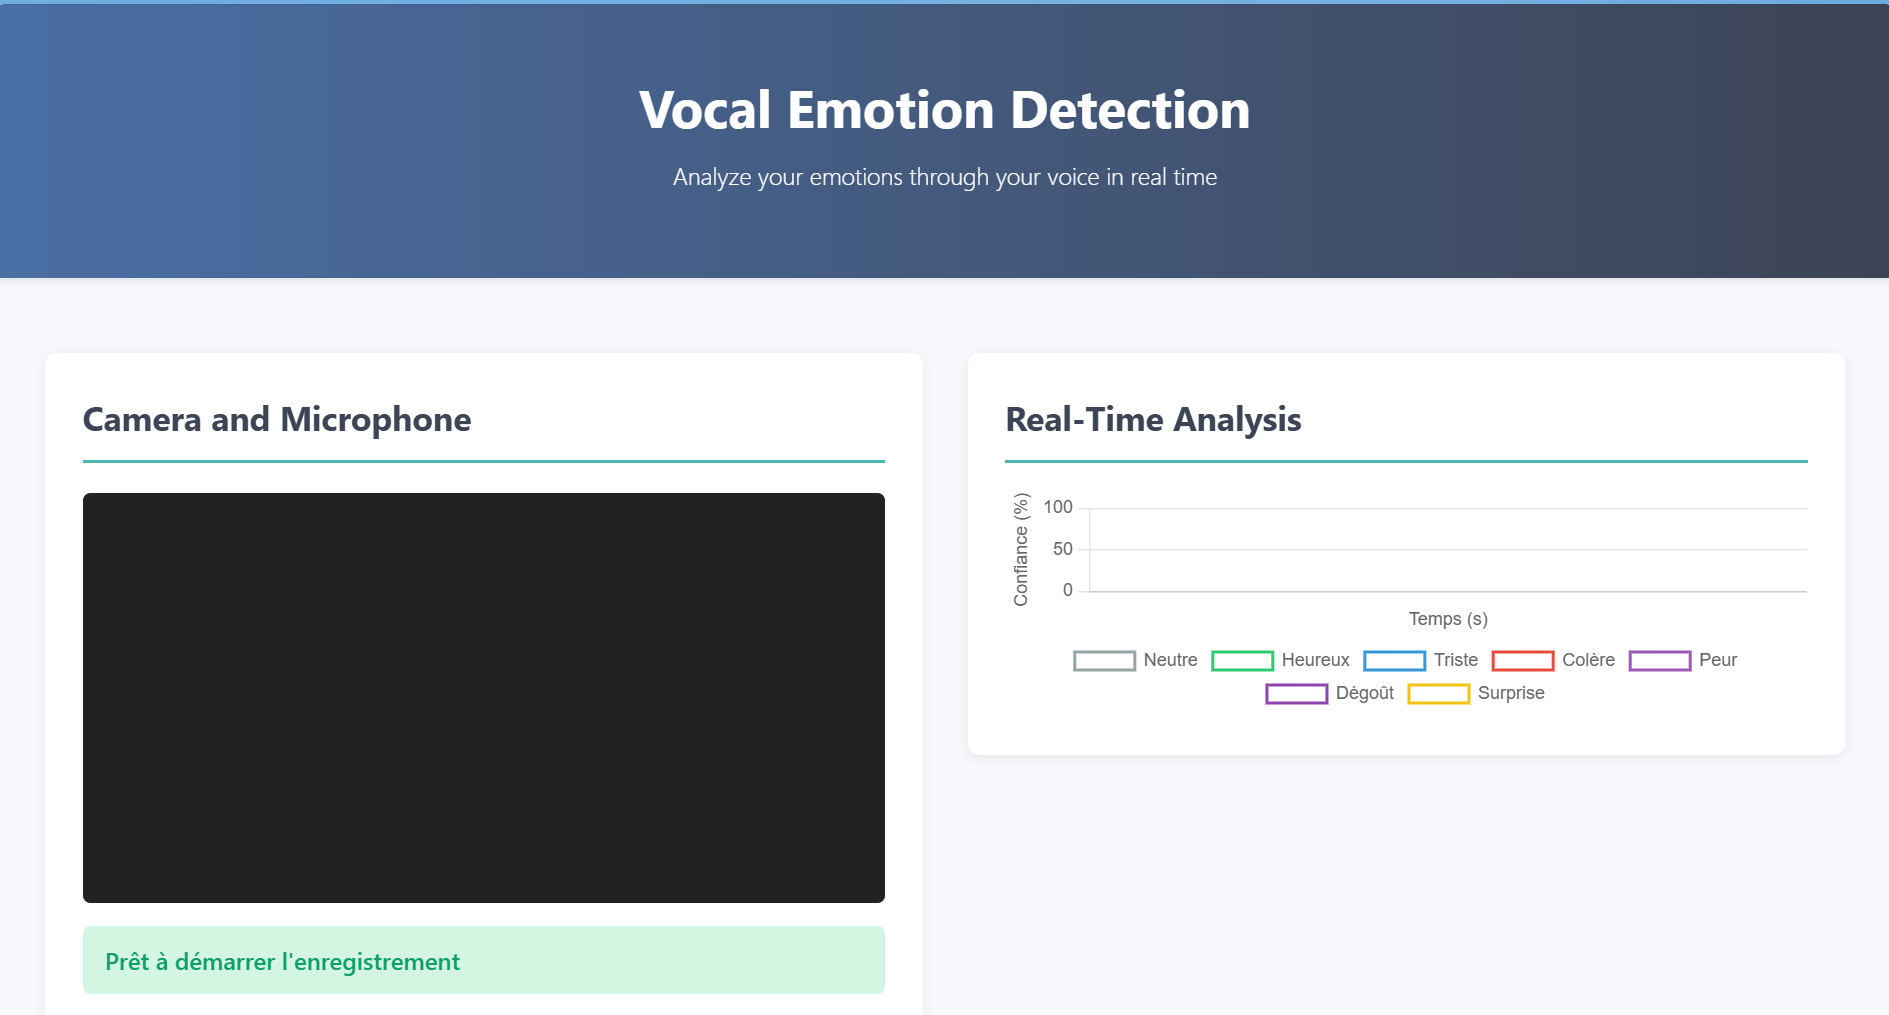 Vocal Emotion Detection
Analyze your emotions through your voice in real time
Camera and Microphone
Prêt à démarrer l'enregistrement
Real-Time Analysis
Confiance (%)
100
50
0
Temps (s)
Neutre Heureux Triste Colère Peur
Dégoût Surprise